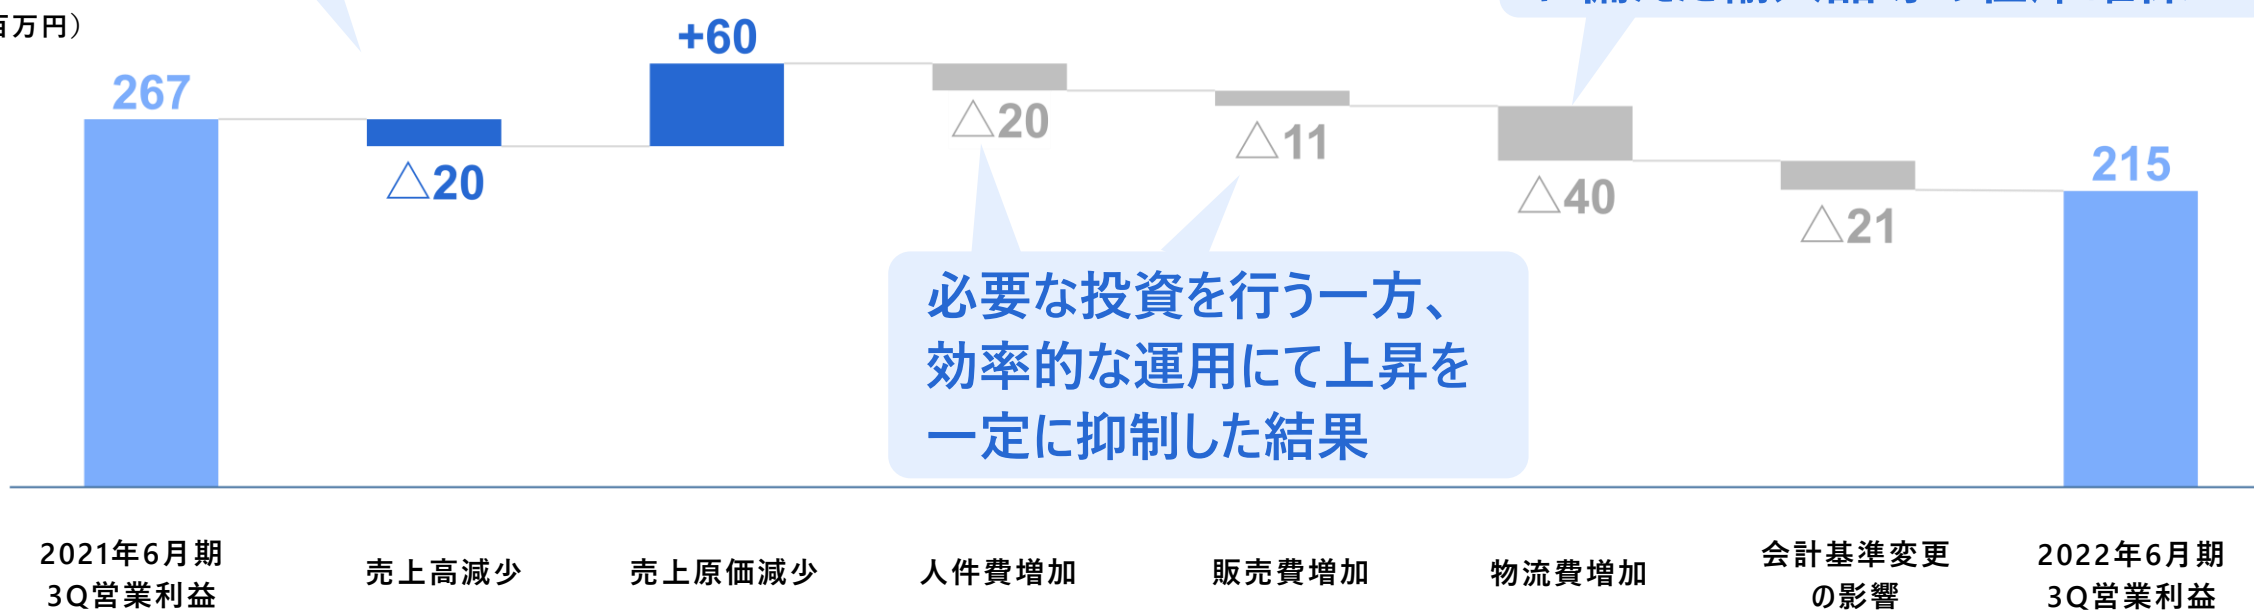 百万円）
267
△20
+60
△20
△11
△40
△21
215
必要な投資を行う一方、
効率的な運用にて上昇を
一定に抑制した結果
2021年6月期
3Q営業利益
売上高減少
売上原価減少
人件費増加
販売費増加
物流費増加
会計基準変更
の影響
2022年6月期
3Q営業利益